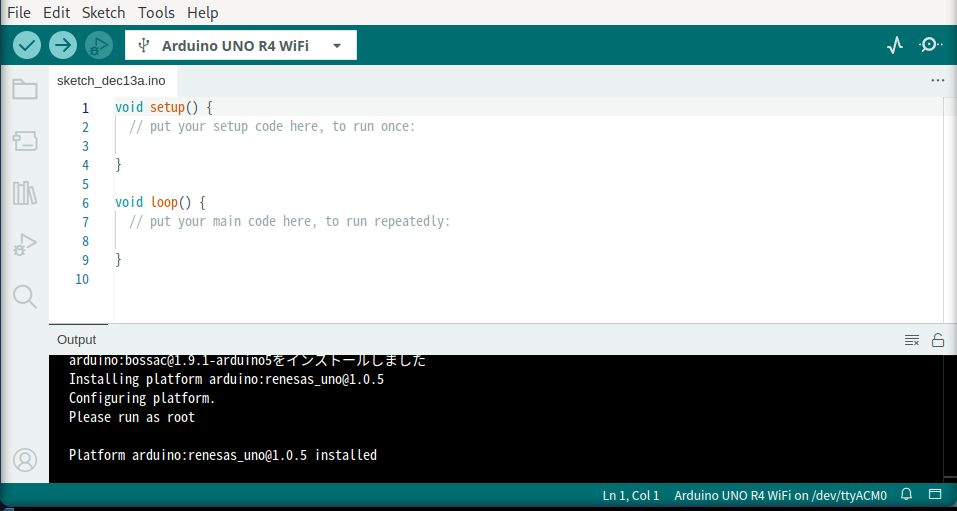 File Edit Sketch Tools Help
Arduino UNO R4 WiFi
sketch_dec13a.ino
1 void setup() {
2 // put your setup code here, to run once:
3
4 }
5
6 void loop() {
7 // put your main code here, to run repeatedly:
8
9 }
10
Output
arduino:bossac@1.9.1-arduino5をインストールしました
Installing platform arduino:renesas_uno@1.0.5
Configuring platform.
Please run as root
Platform arduino:renesas_uno@1.0.5 installed
Ln 1, Col 1 Arduino UNO R4 WiFi on /dev/ttyACM0